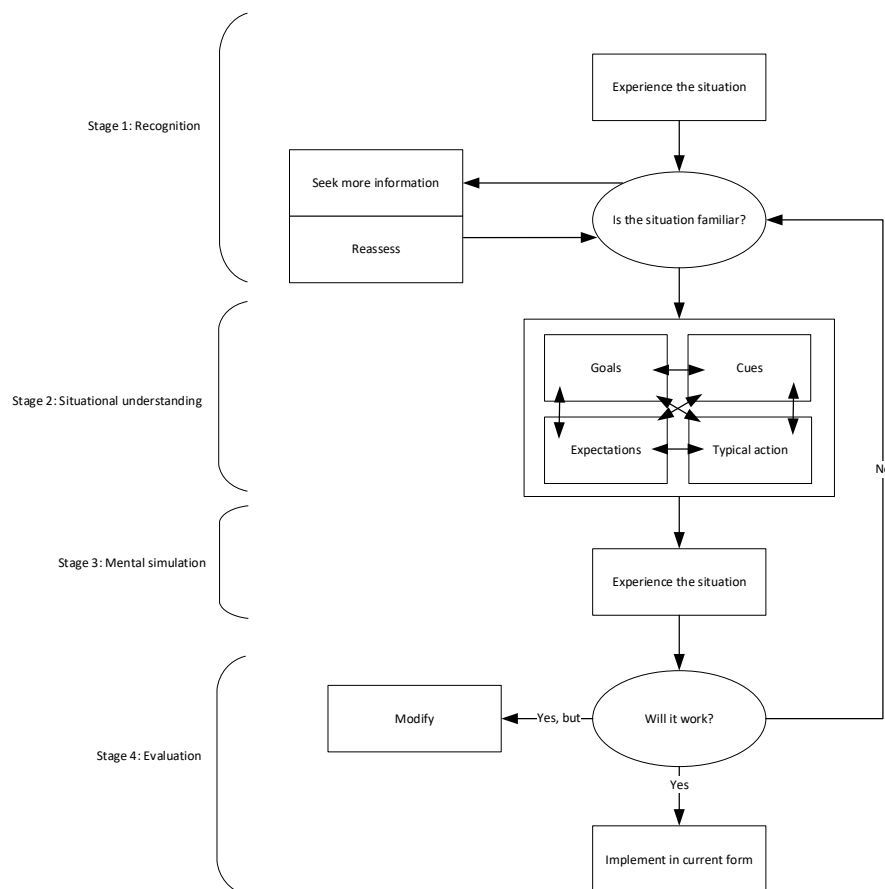 Experience the situation
Stage 1: Recognition
Seek more information
Is the situation familiar?
Reassess
Goals
Cues
Stage 2: Situational understanding
Expectations
Typical action
No
Stage 3: Mental simulation
Experience the situation
Modify
Yes, but
Will it work?
Stage 4: Evaluation
Yes
Implement in current form